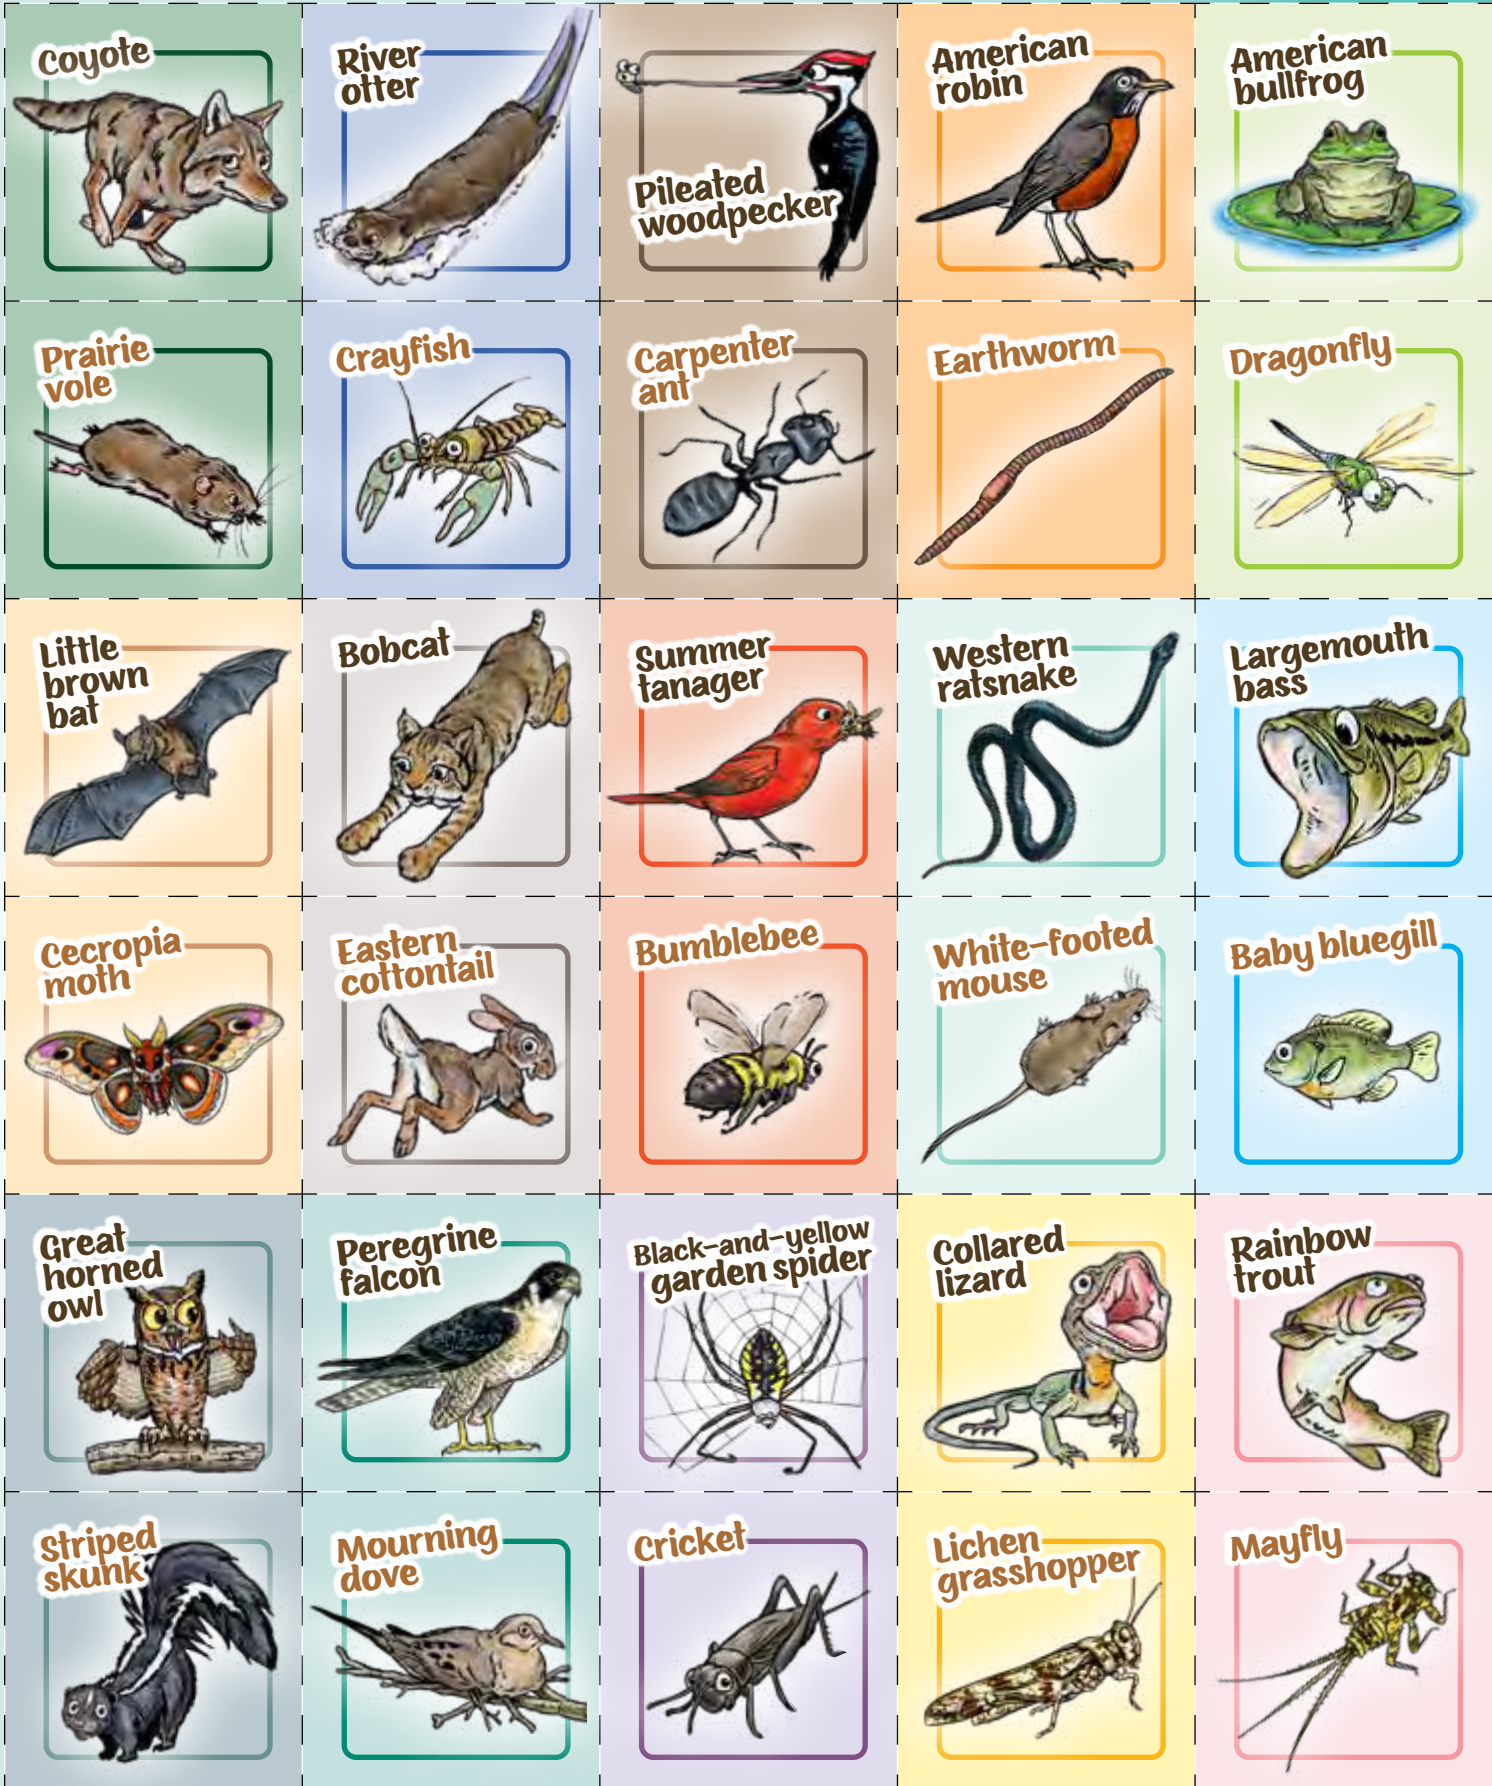 Coyote
River
otter
Pileated
woodpecker
American
robin
American
bullfrog
Prairie
vole
Crayfish
Carpenter
ant
Earthworm
Dragonfly
Little
brown
bat
Bobcat
Summer
tanager
Western
ratsnake
Largemouth
bass
Cecropia
moth
Eastern
cottontail
Bumblebee
White-footed
mouse
Baby bluegill
Great
horned
owl
Peregrine
falcon
Black-and-yellow
garden spider
Collared
lizard
Rainbow
trout
Striped
skunk
Mourning
dove
Cricket
Lichen
grasshopper
Mayfly